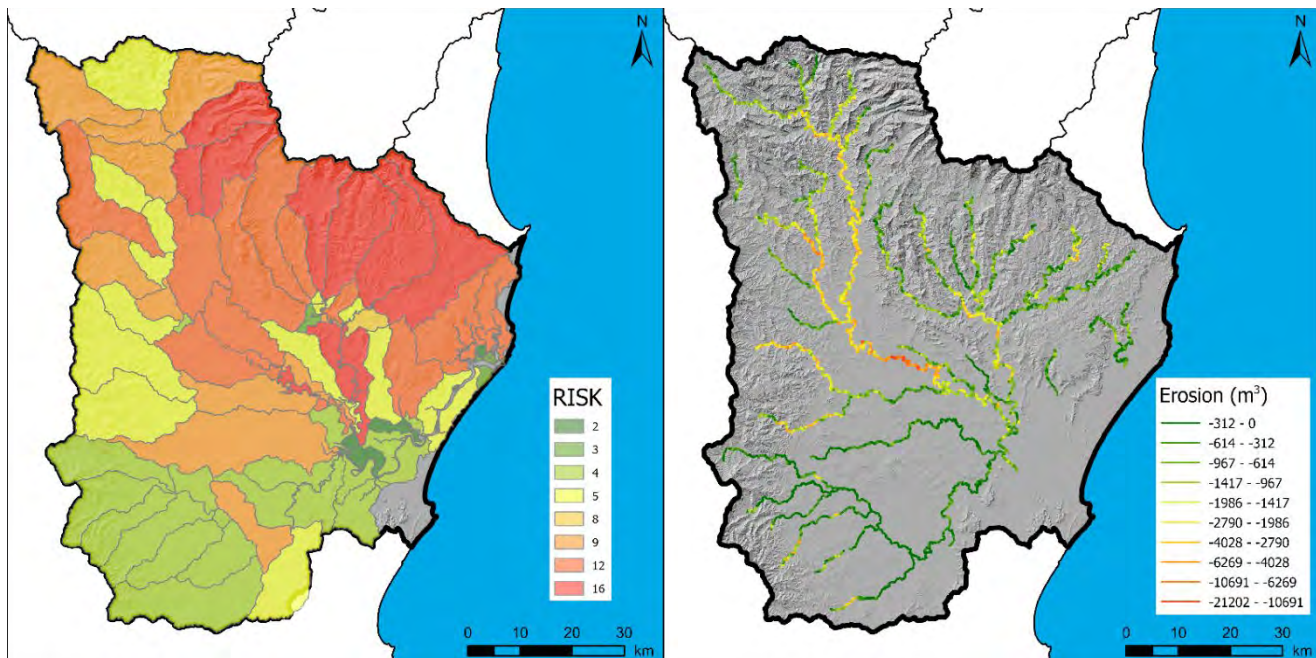 N
RISK
2
3
4
5
8
9
12
16
0 10 20 30
km
N
Erosion (m³)
-312 - 0
-614 - -312
-967 - -614
-1417 - -967
-1986 - -1417
-2790 - -1986
-4028 - -2790
-6269 - -4028
-10691 - -6269
-21202 - -10691
0 10 20 30
km